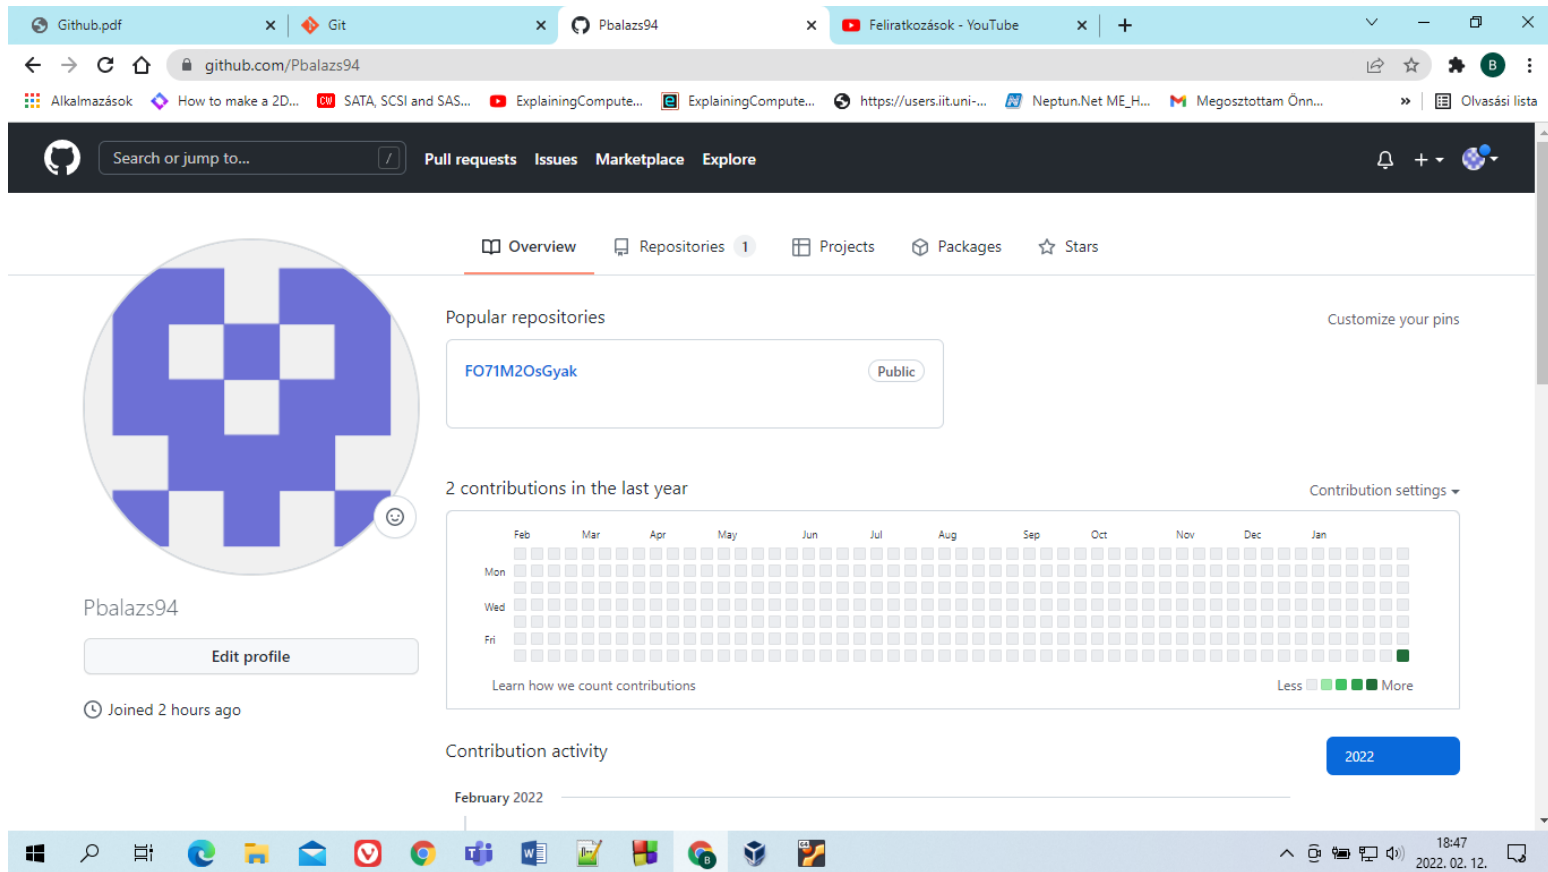 Github.pdf Git Pbalazs94 Feliratkozások - YouTube
github.com/Pbalazs94 B
Alkalmazások How to make a 2D... CW SATA, SCSI and SAS... ExplainingCompute... e ExplainingCompute... https://users.iit.uni-... Neptun.Net ME_H... Megosztottam Önn... » Olvasási lista
Search or jump to... / Pull requests Issues Marketplace Explore
Overview Repositories 1 Projects Packages Stars
Popular repositories Customize your pins
FO71M2OsGyak Public
2 contributions in the last year Contribution settings
Feb Mar Apr May Jun Jul Aug Sep Oct Nov Dec Jan
Mon
Wed
Fri
Learn how we count contributions Less More
Pbalazs94
Edit profile
Joined 2 hours ago
Contribution activity 2022
February 2022
18:47
2022. 02. 12.